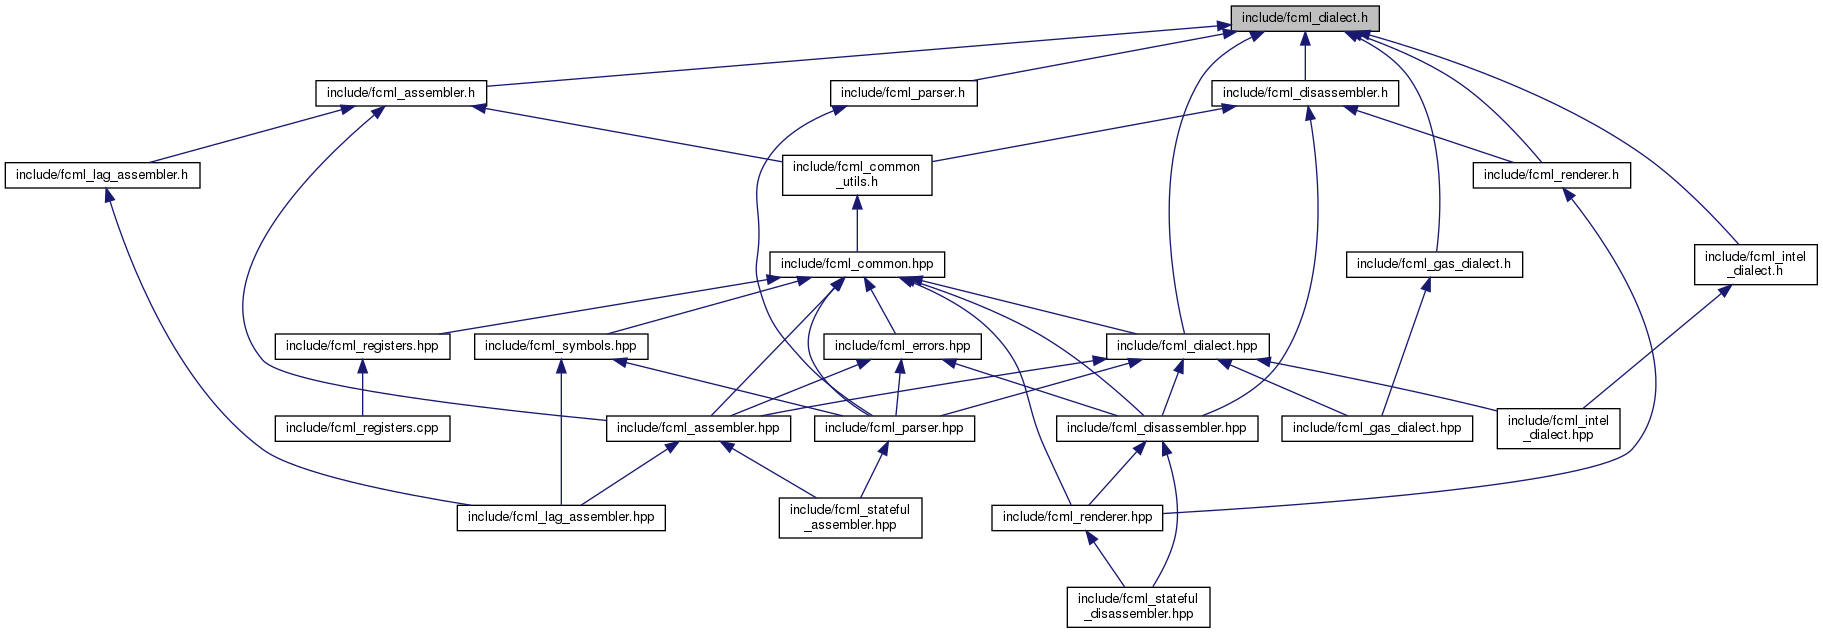 include/fcml_dialect.h
include/fcml_assembler.h
include/fcml_parser.h
include/fcml_disassembler.h
include/fcml_lag_assembler.h
include/fcml_common
_utils.h
include/fcml_renderer.h
include/fcml_common.hpp
include/fcml_gas_dialect.h
include/fcml_intel
_dialect.h
include/fcml_registers.hpp
include/fcml_symbols.hpp
include/fcml_errors.hpp
include/fcml_dialect.hpp
include/fcml_registers.cpp
include/fcml_assembler.hpp
include/fcml_parser.hpp
include/fcml_disassembler.hpp
include/fcml_gas_dialect.hpp
include/fcml_intel
_dialect.hpp
include/fcml_lag_assembler.hpp
include/fcml_stateful
_assembler.hpp
include/fcml_renderer.hpp
include/fcml_stateful
_disassembler.hpp